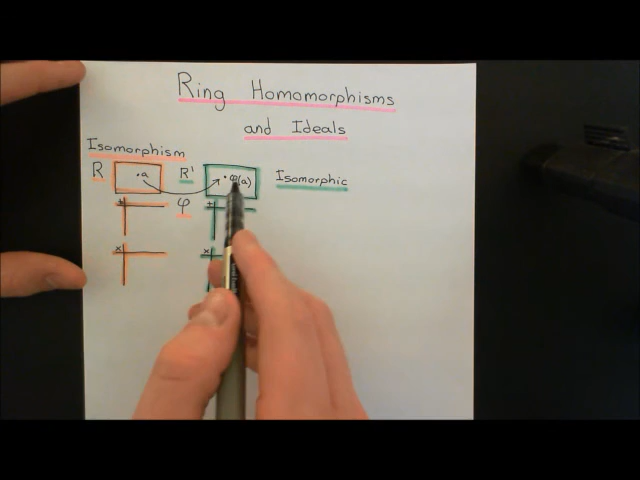 Ring Homomorphisms
and Ideals
Isomorphism
R •a R' •φ(a) Isomorphic
φ
+ +
× ×